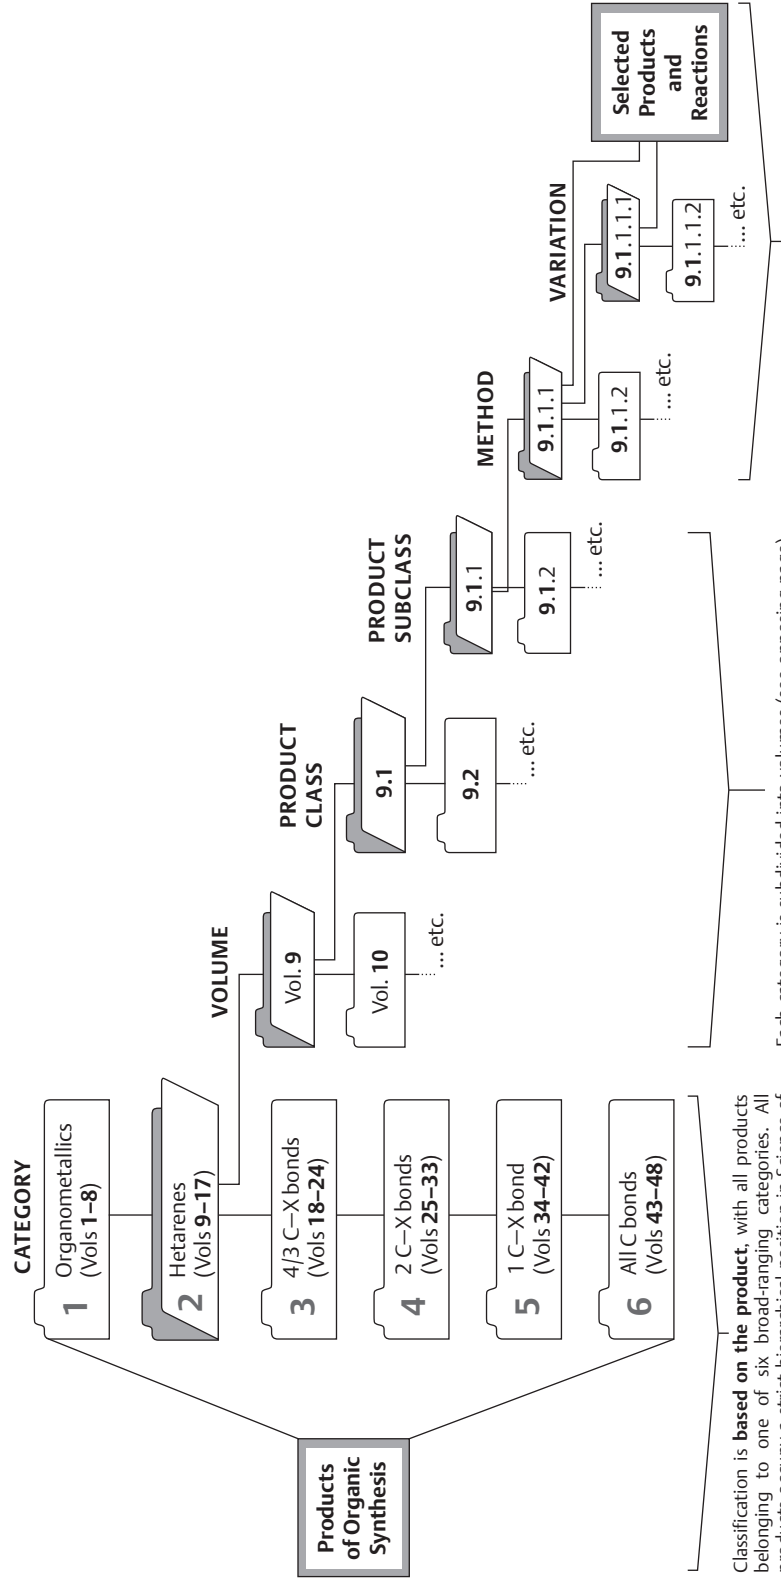 Products
of Organic
Synthesis
CATEGORY
1 Organometallics
(Vols 1–8)
2 Hetarenes
(Vols 9–17)
3 4/3 C–X bonds
(Vols 18–24)
4 2 C–X bonds
(Vols 25–33)
5 1 C–X bond
(Vols 34–42)
6 All C bonds
(Vols 43–48)
VOLUME
Vol. 9
Vol. 10
... etc.
PRODUCT
CLASS
9.1
9.2
... etc.
PRODUCT
SUBCLASS
9.1.1
9.1.2
... etc.
METHOD
9.1.1.1
9.1.1.2
... etc.
VARIATION
9.1.1.1.1
9.1.1.1.2
... etc.
Selected
Products
and
Reactions
Classification is based on the product, with all products
belonging to one of six broad-ranging categories. All